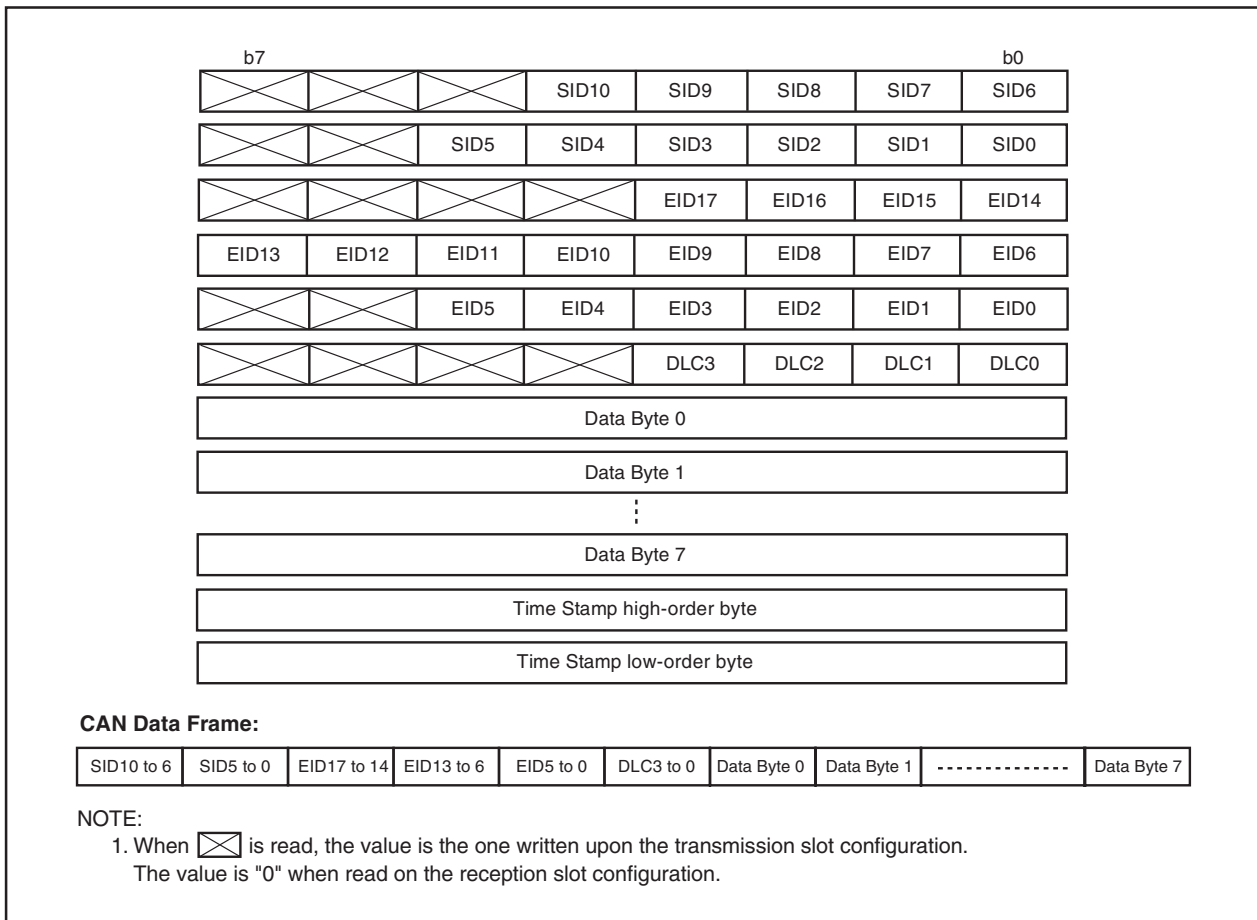 b7 b0
SID10 SID9 SID8 SID7 SID6
SID5 SID4 SID3 SID2 SID1 SID0
EID17 EID16 EID15 EID14
EID13 EID12 EID11 EID10 EID9 EID8 EID7 EID6
EID5 EID4 EID3 EID2 EID1 EID0
DLC3 DLC2 DLC1 DLC0
Data Byte 0
Data Byte 1
Data Byte 7
Time Stamp high-order byte
Time Stamp low-order byte
CAN Data Frame:
SID10 to 6 SID5 to 0 EID17 to 14 EID13 to 6 EID5 to 0 DLC3 to 0 Data Byte 0 Data Byte 1 Data Byte 7
NOTE:
1. When is read, the value is the one written upon the transmission slot configuration.
The value is "0" when read on the reception slot configuration.